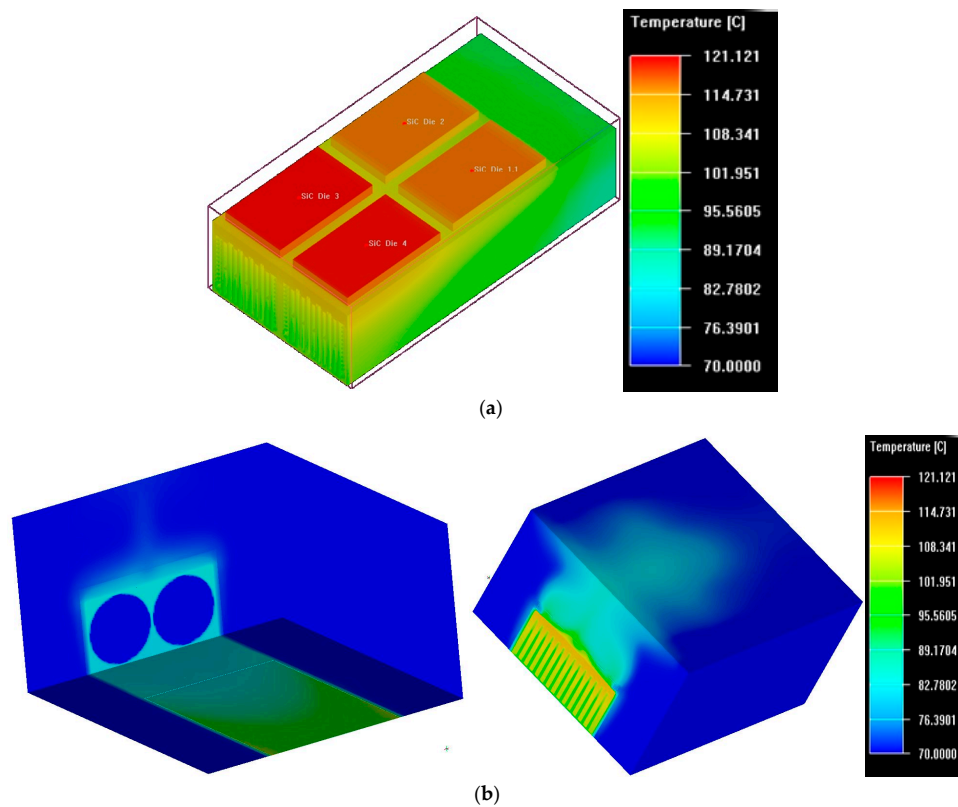 Temperature [C]
121.121
114.731
108.341
101.951
95.5605
89.1704
82.7802
76.3901
70.0000
SiC Die 2
SiC Die 1.1
SiC Die 3
SiC Die 4
(a)
Temperature [C]
121.121
114.731
108.341
101.951
95.5605
89.1704
82.7802
76.3901
70.0000
(b)